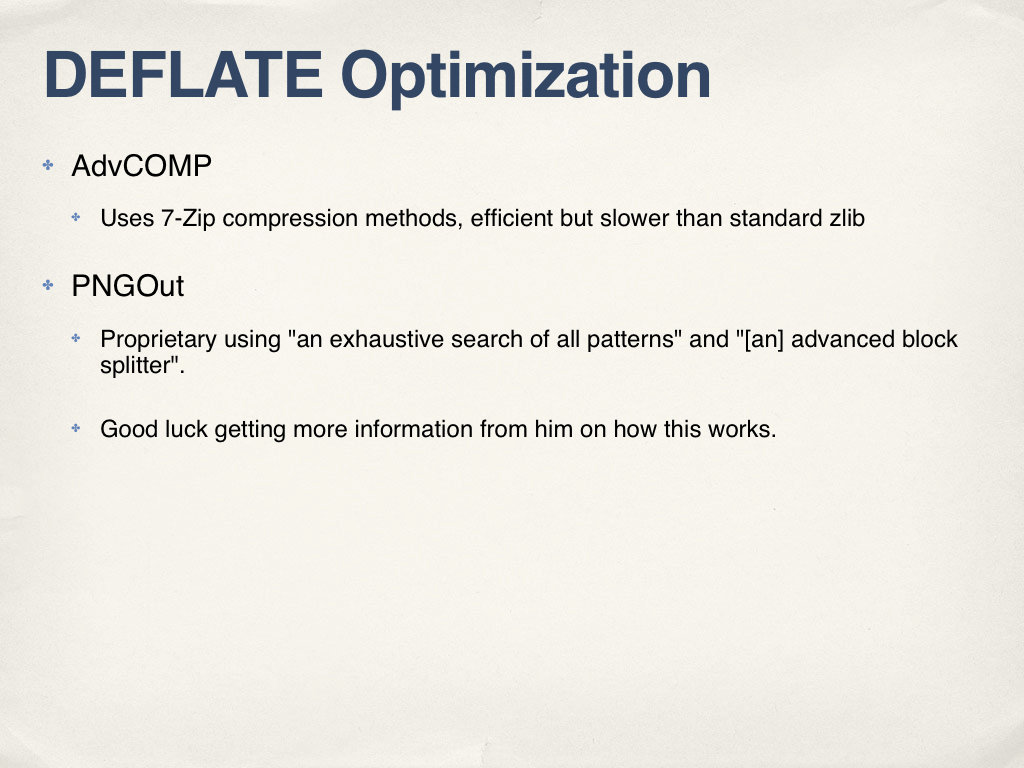 DEFLATE Optimization
AdvCOMP
Uses 7-Zip compression methods, efficient but slower than standard zlib
PNGOut
Proprietary using "an exhaustive search of all patterns" and "[an] advanced block
splitter".
Good luck getting more information from him on how this works.